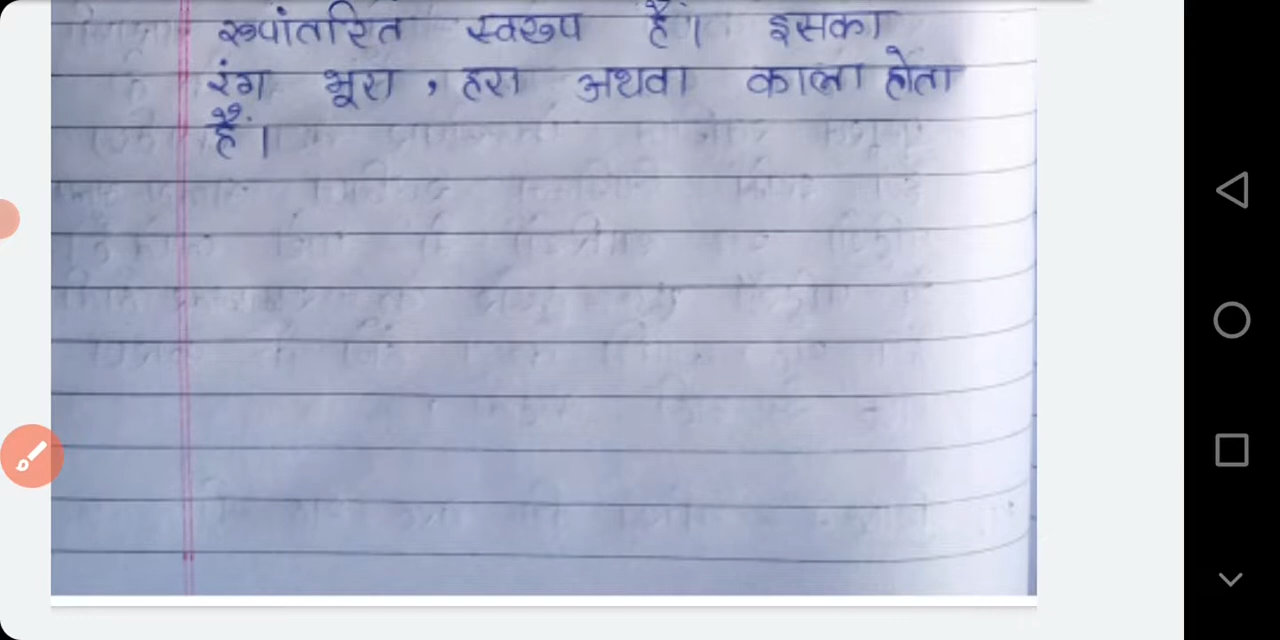 रुपांतरित स्वरुप हैं। इसका
रंग भूरा, हरा अथवा काला होता
हैं।